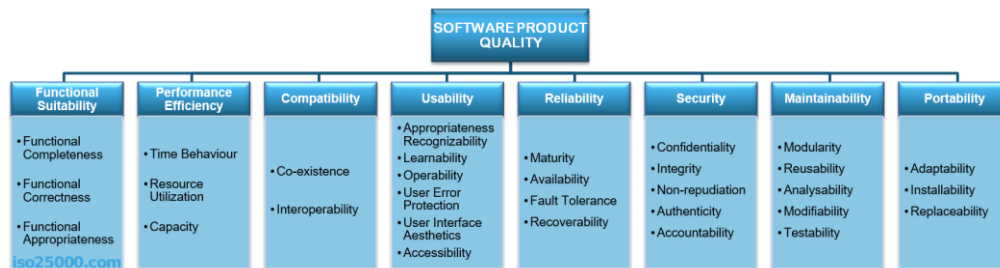 SOFTWARE PRODUCT
QUALITY
Functional
Suitability
• Functional
Completeness
• Functional
Correctness
• Functional
Appropriateness
Performance
Efficiency
• Time Behaviour
• Resource
Utilization
• Capacity
Compatibility
• Co-existence
• Interoperability
Usability
• Appropriateness
Recognizability
• Learnability
• Operability
• User Error
Protection
• User Interface
Aesthetics
• Accessibility
Reliability
• Maturity
• Availability
• Fault Tolerance
• Recoverability
Security
• Confidentiality
• Integrity
• Non-repudiation
• Authenticity
• Accountability
Maintainability
• Modularity
• Reusability
• Analysability
• Modifiability
• Testability
Portability
• Adaptability
• Installability
• Replaceability
iso25000.com